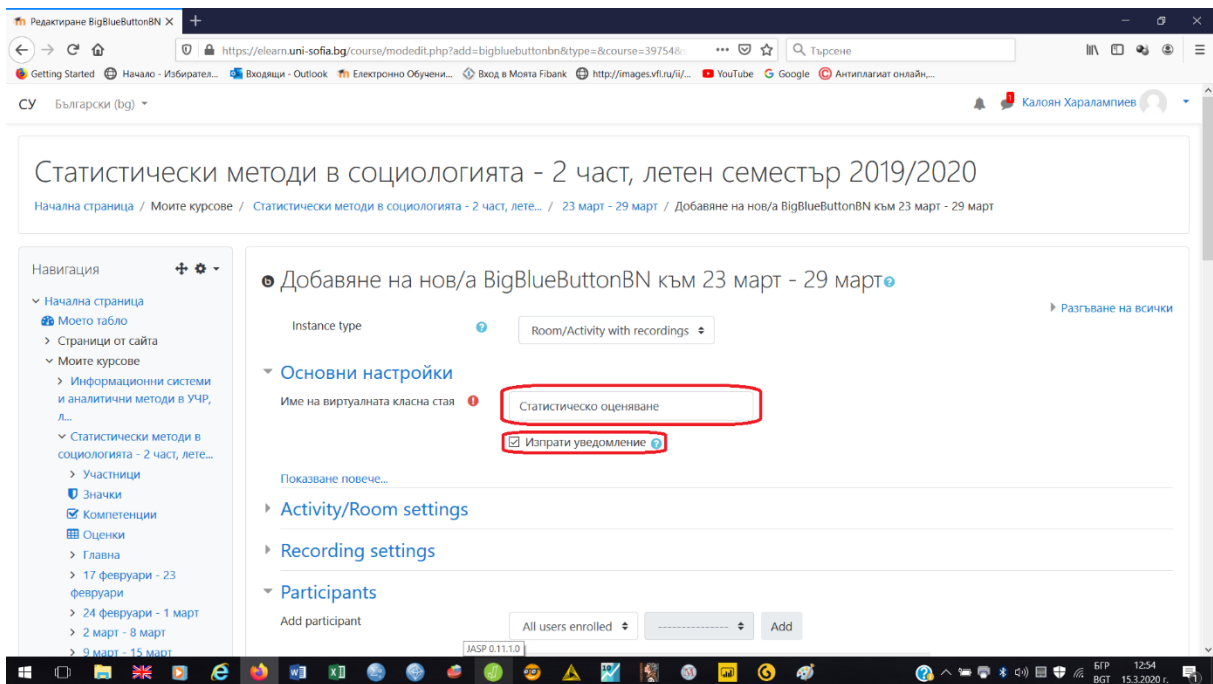 Редактиране BigBlueButtonBN
https://elearn.uni-sofia.bg/course/modedit.php?add=bigbluebuttonbn&type=&course=39754&
Търсене
Getting Started Начало - Избирател... Входящи - Outlook Електронно Обучени... Вход в Моята Fibank http://images.vfl.ru/ii/... YouTube Google Антиплагиат онлайн,...
СУ Български (bg)
1 Калоян Харалампиев
Статистически методи в социологията - 2 част, летен семестър 2019/2020
Начална страница / Моите курсове / Статистически методи в социологията - 2 част, лете... / 23 март - 29 март / Добавяне на нов/а BigBlueButtonBN към 23 март - 29 март
Навигация
Начална страница
Моето табло
Страници от сайта
Моите курсове
Информационни системи
и аналитични методи в УЧР,
л...
Статистически методи в
социологията - 2 част, лете...
Участници
Значки
Компетенции
Оценки
Главна
17 февруари - 23
февруари
24 февруари - 1 март
2 март - 8 март
9 март - 15 март
Добавяне на нов/а BigBlueButtonBN към 23 март - 29 март
Разгъване на всички
Instance type Room/Activity with recordings
Основни настройки
Име на виртуалната класна стая Статистическо оценяване
Изпрати уведомление
Показване повече...
Activity/Room settings
Recording settings
Participants
Add participant All users enrolled --------------- Add
JASP 0.11.1.0
БГР 12:54
BGT 15.3.2020 г.